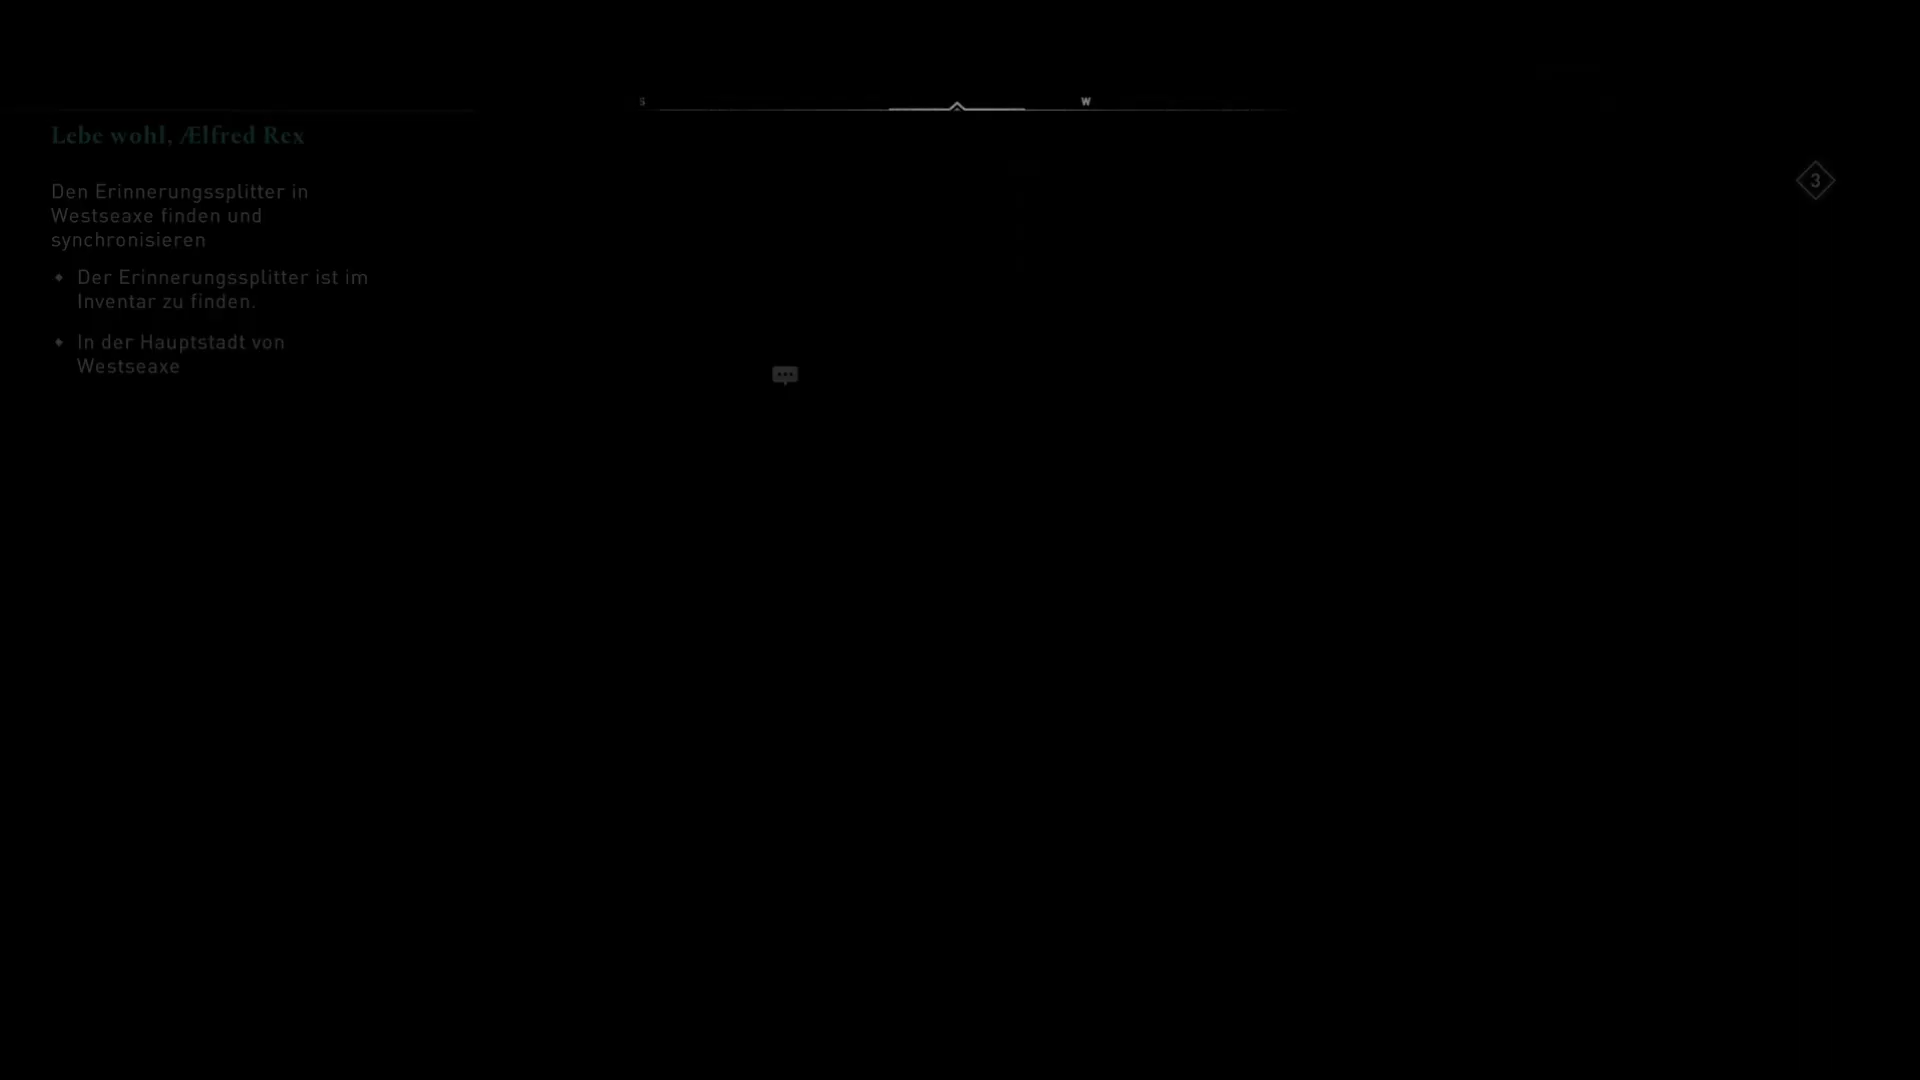 S
W
Lebe wohl, Ælfred Rex
3
Den Erinnerungssplitter in
Westseaxe finden und
synchronisieren
Der Erinnerungssplitter ist im
Inventar zu finden.
In der Hauptstadt von
Westseaxe